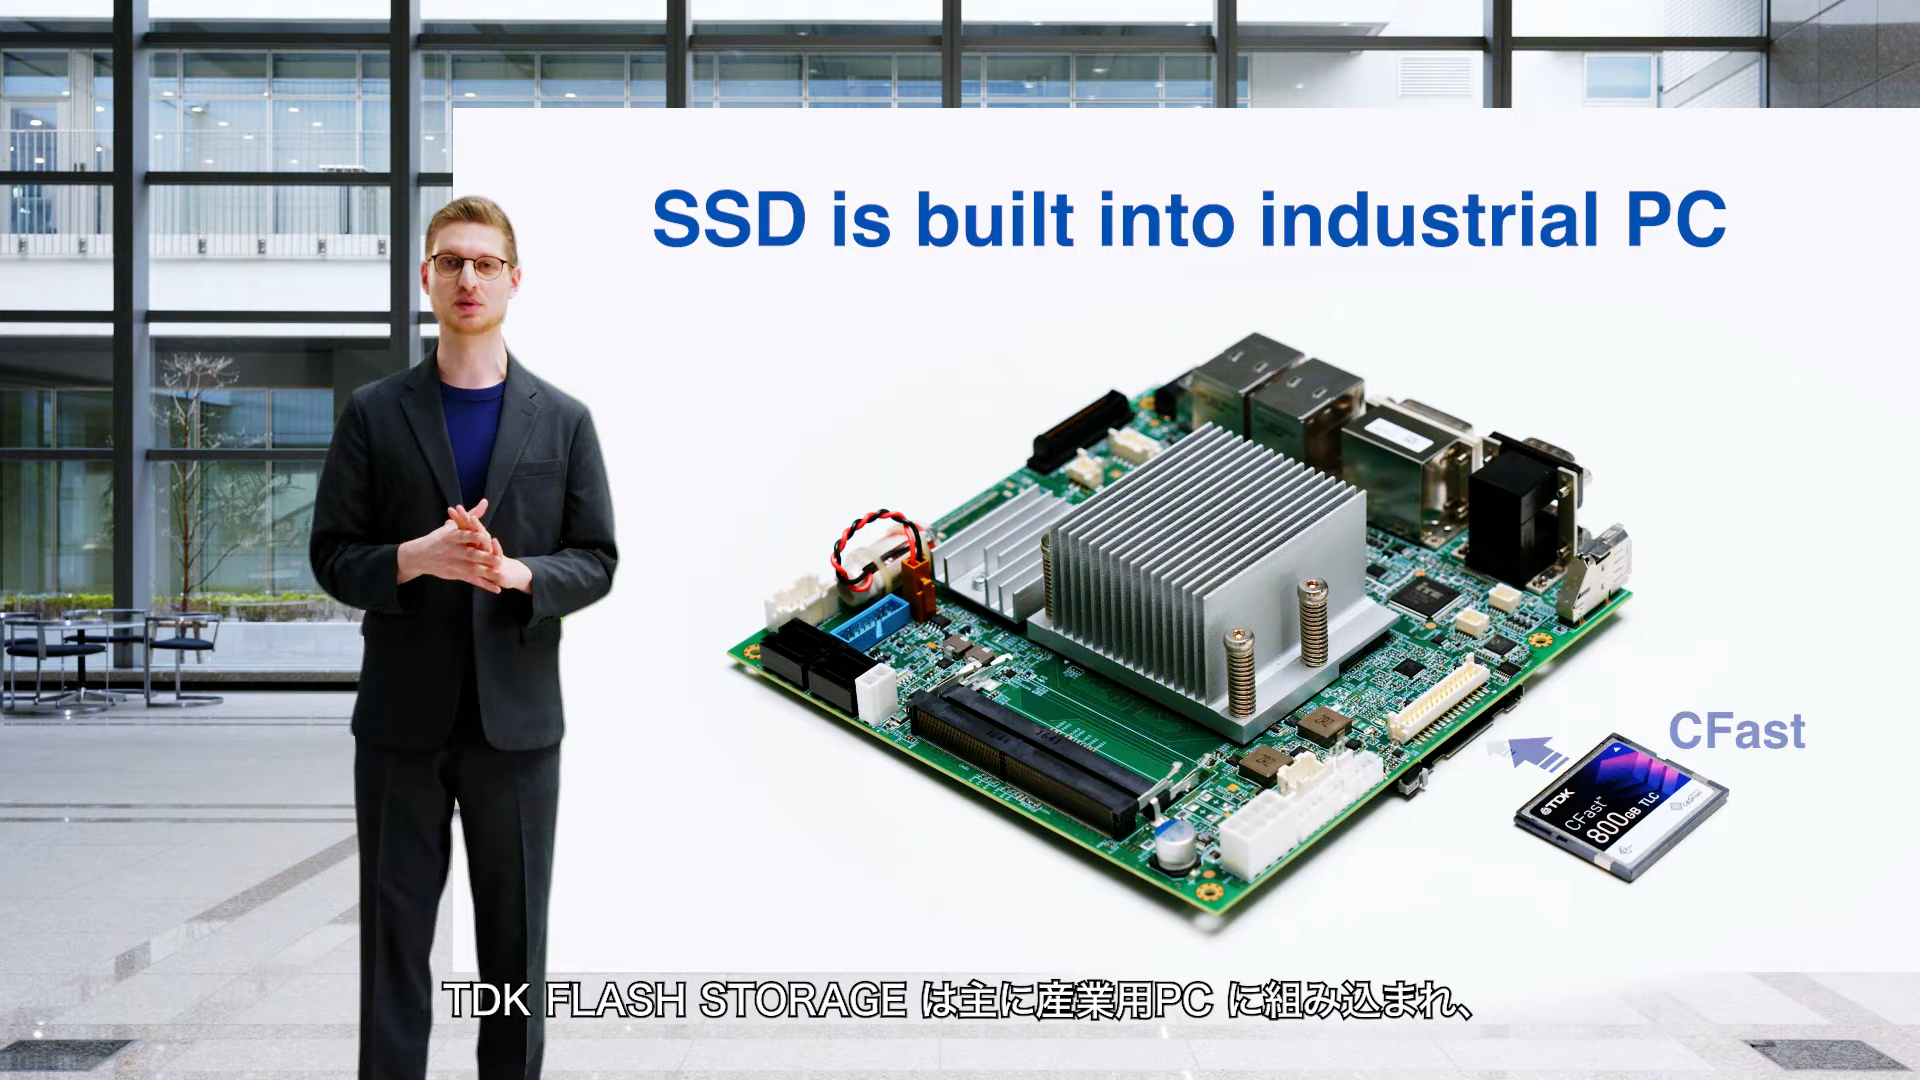 SSD is built into industrial PC
CFast
TDK
CFast™
800GB TLC
TDK FLASH STORAGE は主に産業用PC に組み込まれ、